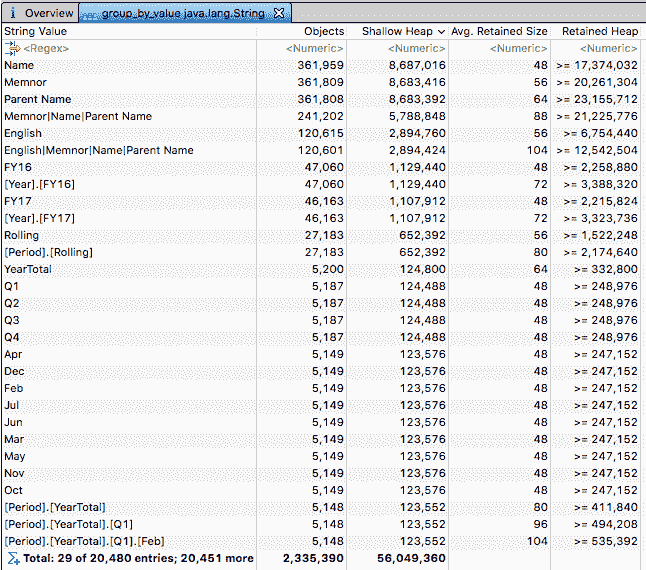 i Overview group_by_value java.lang.String
String Value Objects Shallow Heap Avg. Retained Size Retained Heap
<Regex> <Numeric> <Numeric> <Numeric> <Numeric>
Name 361,959 8,687,016 48 >= 17,374,032
Memnor 361,809 8,683,416 56 >= 20,261,304
Parent Name 361,808 8,683,392 64 >= 23,155,712
Memnor|Name|Parent Name 241,202 5,788,848 88 >= 21,225,776
English 120,615 2,894,760 56 >= 6,754,440
English|Memnor|Name|Parent Name 120,601 2,894,424 104 >= 12,542,504
FY16 47,060 1,129,440 48 >= 2,258,880
[Year].[FY16] 47,060 1,129,440 72 >= 3,388,320
FY17 46,163 1,107,912 48 >= 2,215,824
[Year].[FY17] 46,163 1,107,912 72 >= 3,323,736
Rolling 27,183 652,392 56 >= 1,522,248
[Period].[Rolling] 27,183 652,392 80 >= 2,174,640
YearTotal 5,200 124,800 64 >= 332,800
Q1 5,187 124,488 48 >= 248,976
Q2 5,187 124,488 48 >= 248,976
Q3 5,187 124,488 48 >= 248,976
Q4 5,187 124,488 48 >= 248,976
Apr 5,149 123,576 48 >= 247,152
Dec 5,149 123,576 48 >= 247,152
Feb 5,149 123,576 48 >= 247,152
Jul 5,149 123,576 48 >= 247,152
Jun 5,149 123,576 48 >= 247,152
Mar 5,149 123,576 48 >= 247,152
May 5,149 123,576 48 >= 247,152
Nov 5,149 123,576 48 >= 247,152
Oct 5,149 123,576 48 >= 247,152
[Period].[YearTotal] 5,148 123,552 80 >= 411,840
[Period].[YearTotal].[Q1] 5,148 123,552 96 >= 494,208
[Period].[YearTotal].[Q1].[Feb] 5,148 123,552 104 >= 535,392
Total: 29 of 20,480 entries; 20,451 more 2,335,390 56,049,360